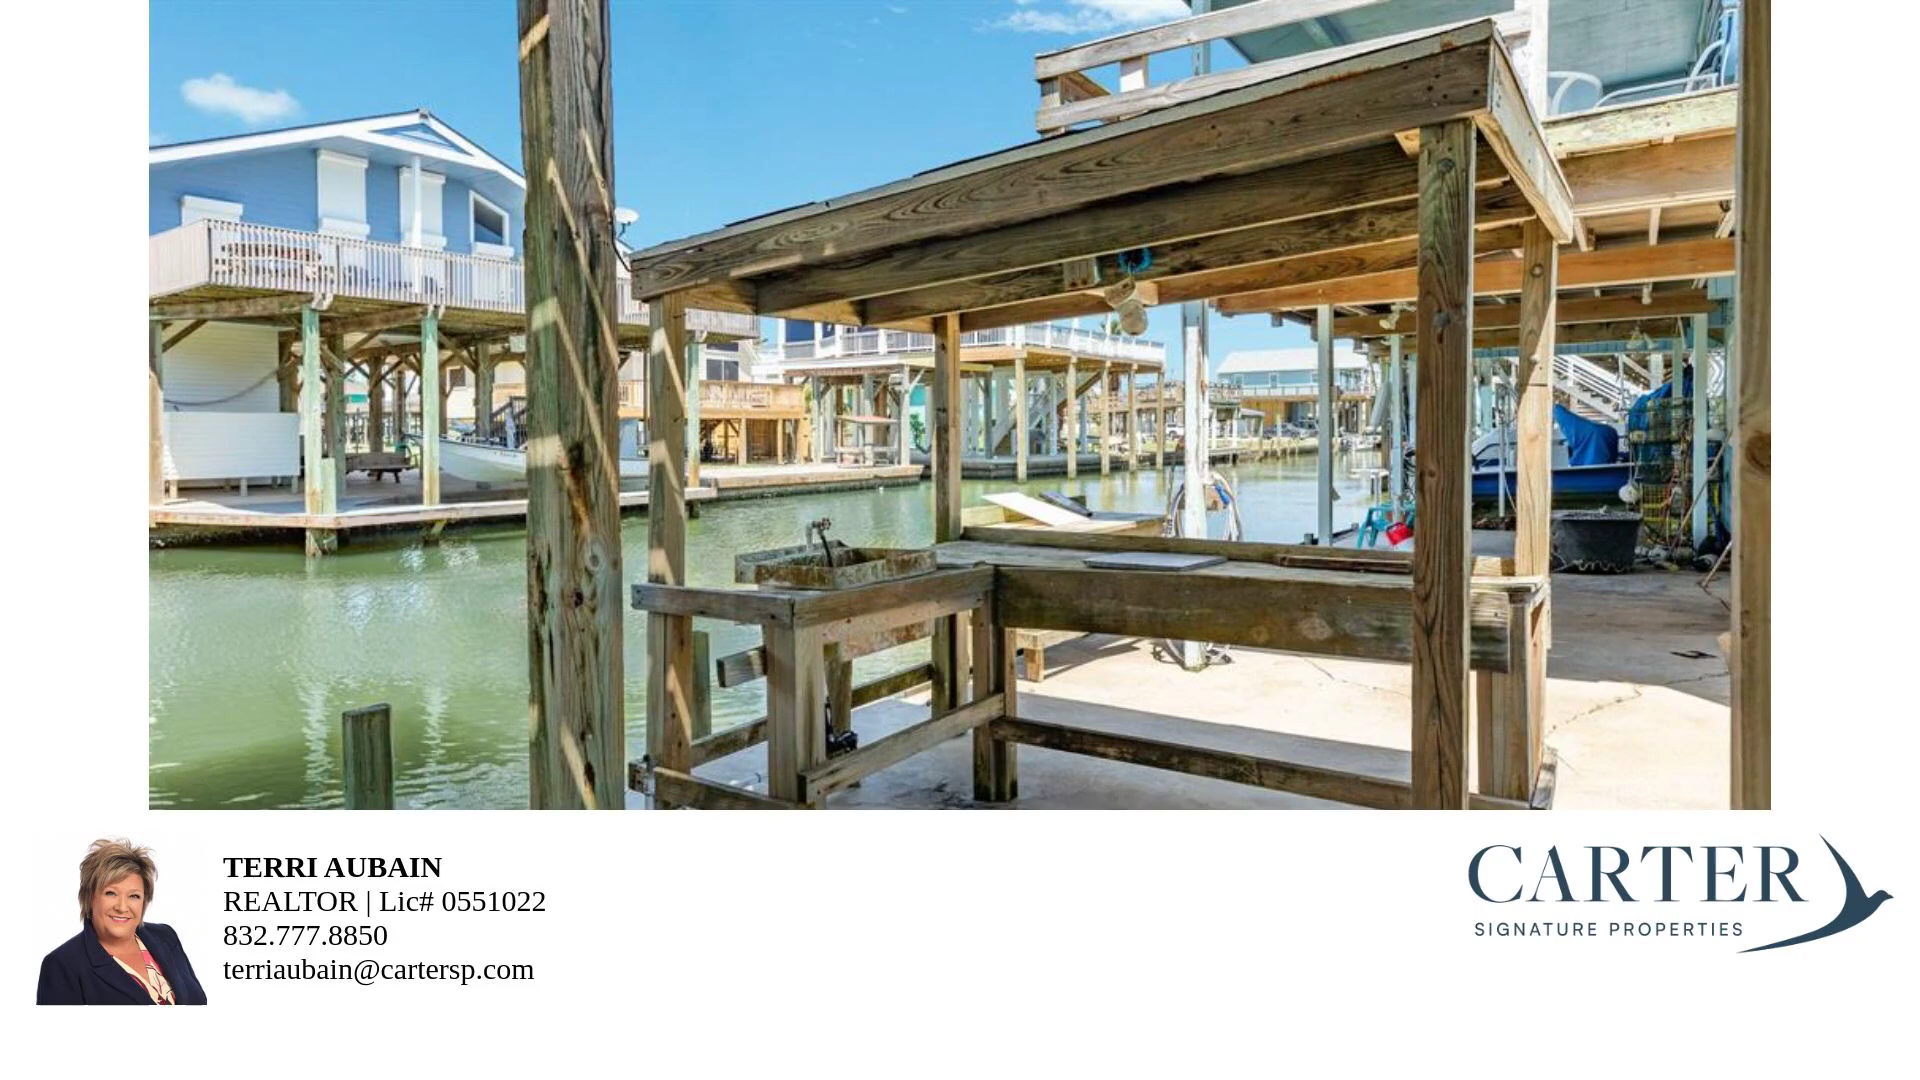 TERRI AUBAIN
REALTOR | Lic# 0551022
832.777.8850
terriaubain@cartersp.com
CARTER
SIGNATURE PROPERTIES